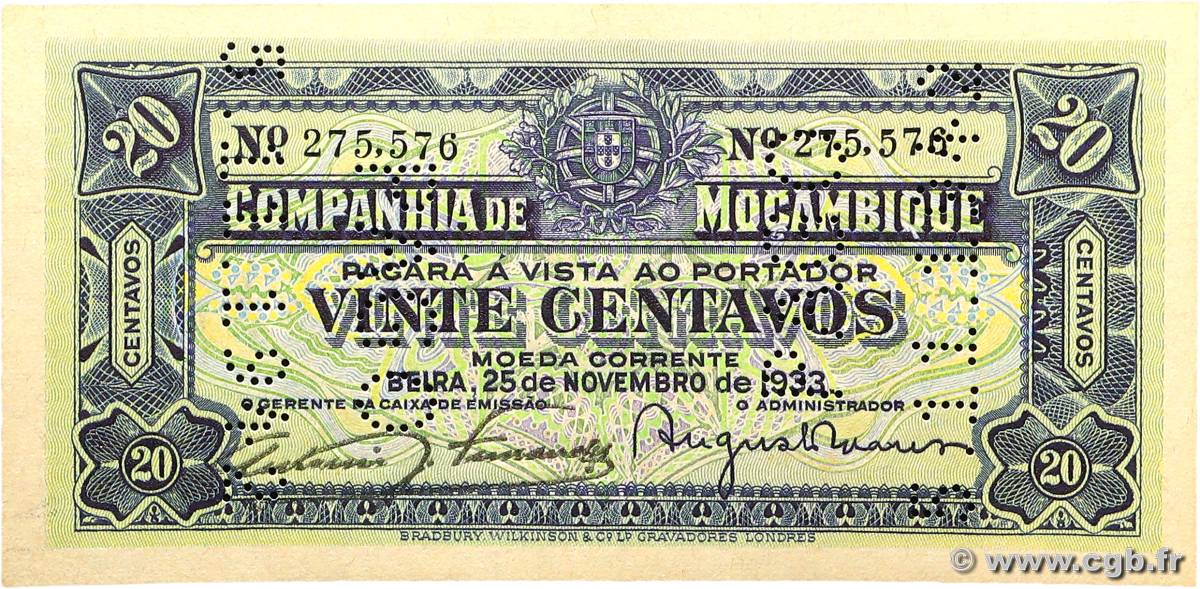 20 20
Nº 275,576 Nº 275,576
COMPANHIA DE MOÇAMBIQUE
PAGARÁ Á VISTA AO PORTADOR
VINTE CENTAVOS
MOEDA CORRENTE
BEIRA, 25 de NOVEMBRO de 1933.
O GERENTE DA CAIXA DE EMISSÃO O ADMINISTRADOR
CENTAVOS CENTAVOS
20 20
BRADBURY, WILKINSON & Cº Lᴰ GRAVADORES LONDRES
© www.cgb.fr